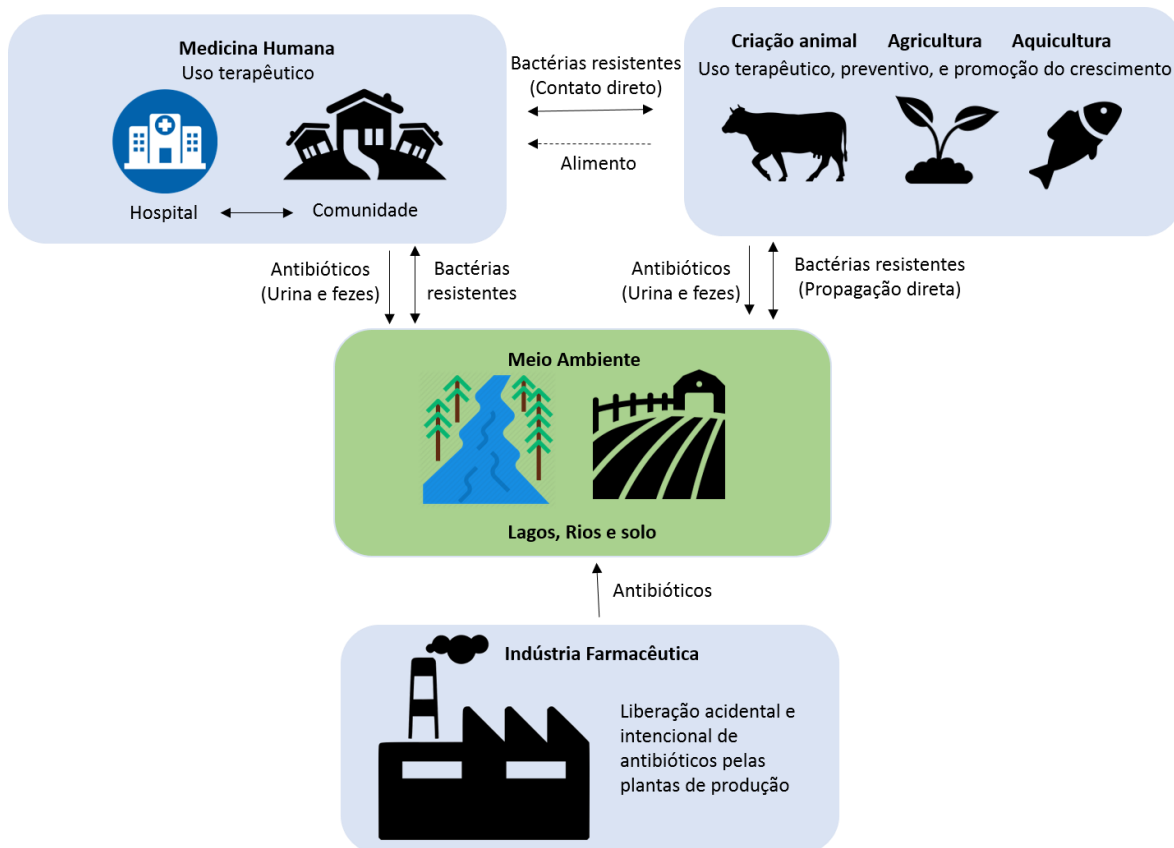 Medicina Humana
Uso terapêutico
Hospital
Comunidade
Bactérias resistentes
(Contato direto)
Alimento
Criação animal
Agricultura
Aquicultura
Uso terapêutico, preventivo, e promoção do crescimento
Antibióticos
(Urina e fezes)
Bactérias
resistentes
Antibióticos
(Urina e fezes)
Bactérias resistentes
(Propagação direta)
Meio Ambiente
Lagos, Rios e solo
Antibióticos
Indústria Farmacêutica
Liberação acidental e
intencional de
antibióticos pelas
plantas de produção